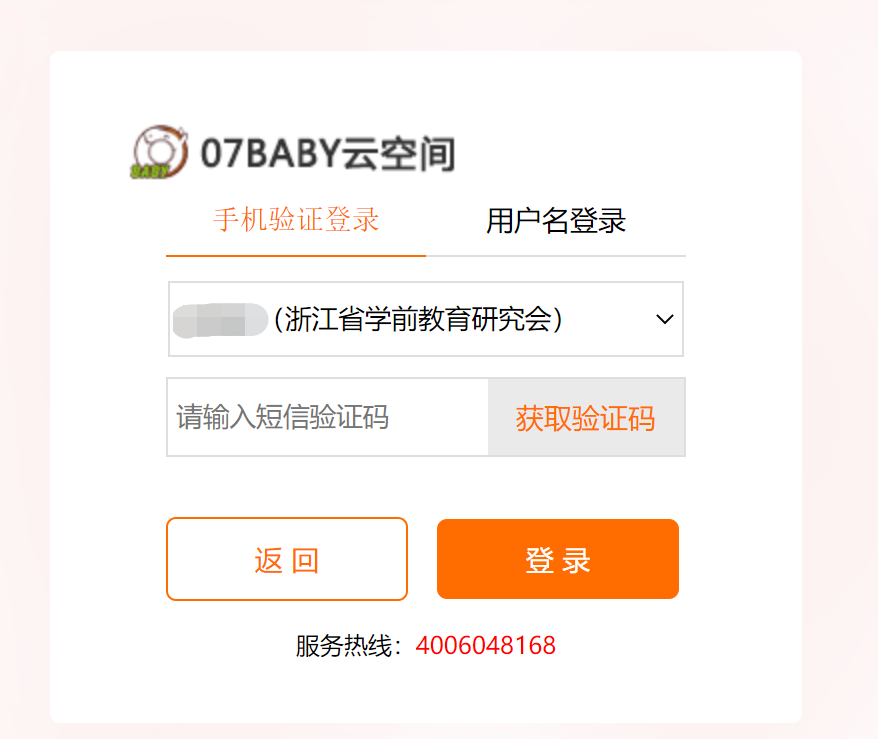 BABY
07BABY云空间
手机验证登录 用户名登录
（浙江省学前教育研究会）
请输入短信验证码 获取验证码
返 回 登 录
服务热线：4006048168